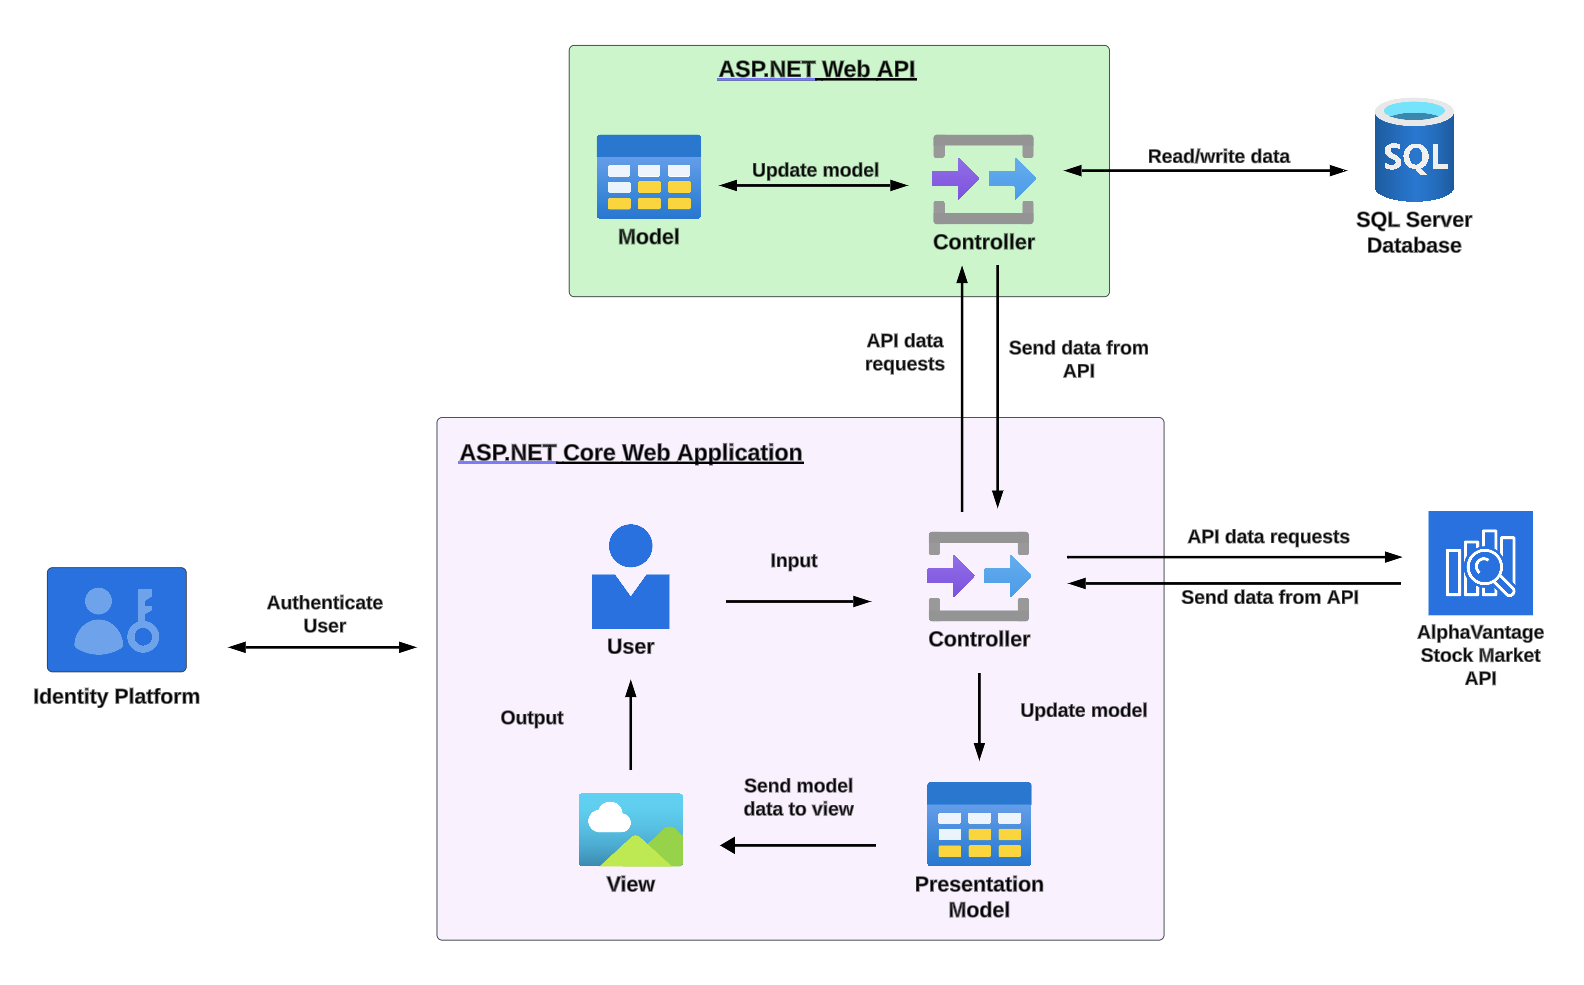 ASP.NET Web API
Update model
Read/write data
SQL
Model
Controller
SQL Server
Database
API data
requests
Send data from
API
ASP.NET Core Web Application
Input
API data requests
Send data from API
Authenticate
User
User
Controller
AlphaVantage
Stock Market
API
Identity Platform
Output
Update model
Send model
data to view
View
Presentation
Model